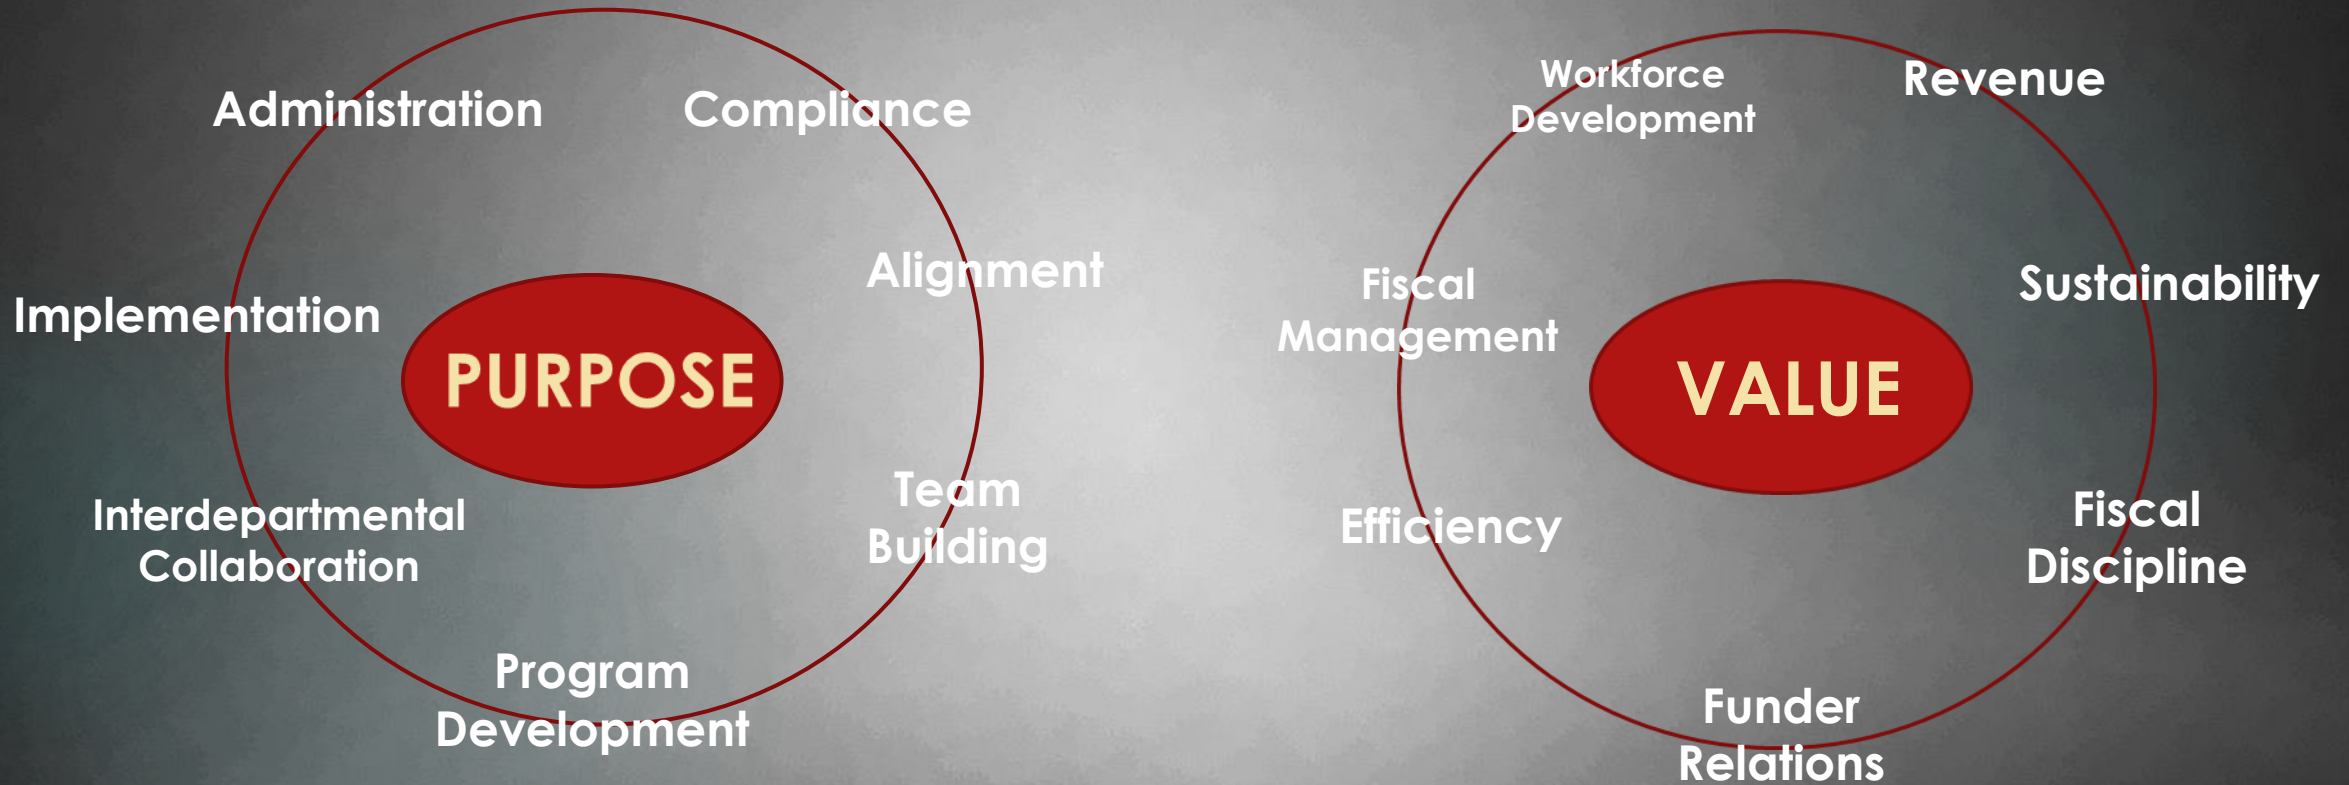 Administration
Compliance
Alignment
Implementation
PURPOSE
Team
Building
Interdepartmental
Collaboration
Program
Development
Workforce
Development
Revenue
Fiscal
Management
Sustainability
VALUE
Efficiency
Fiscal
Discipline
Funder
Relations